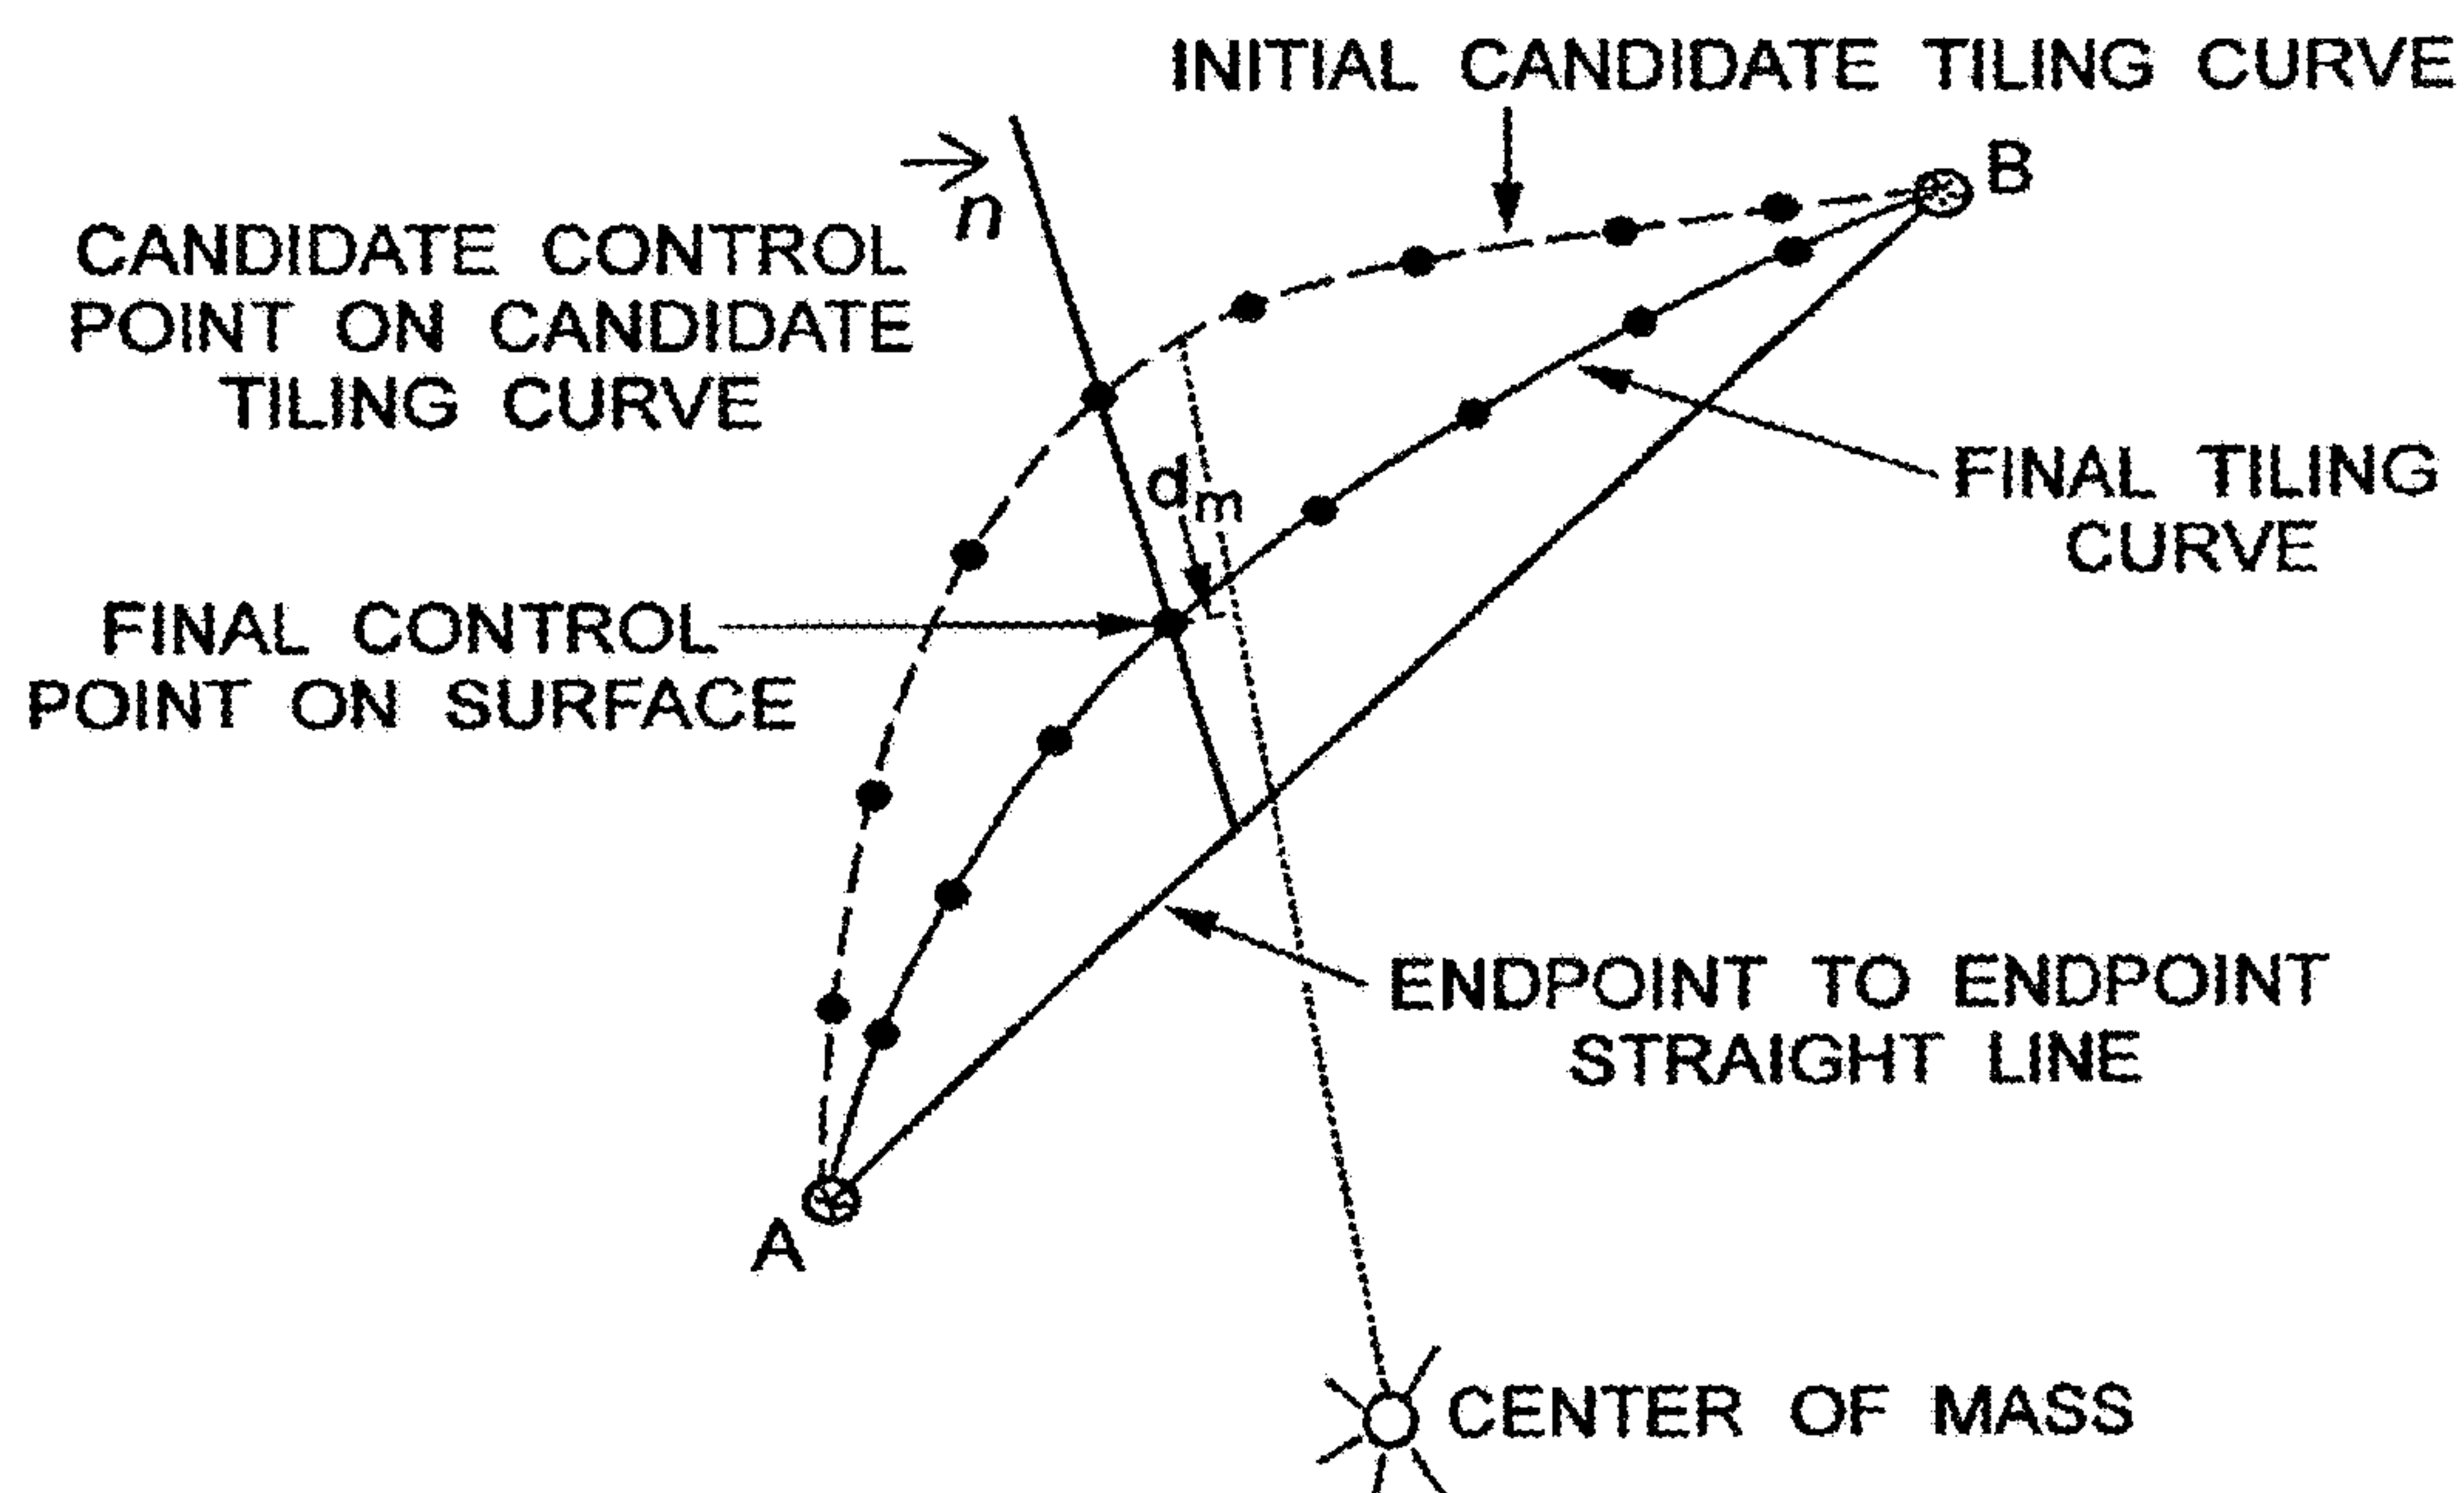 INITIAL CANDIDATE TILING CURVE
B
n
CANDIDATE CONTROL
POINT ON CANDIDATE
TILING CURVE
dm
FINAL TILING
CURVE
FINAL CONTROL
POINT ON SURFACE
ENDPOINT TO ENDPOINT
STRAIGHT LINE
A
CENTER OF MASS